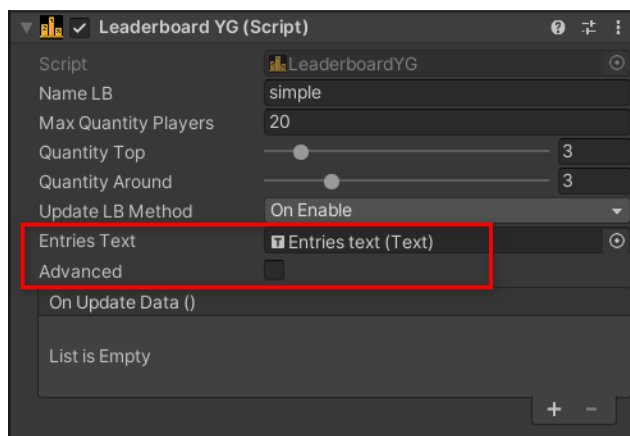 Leaderboard YG (Script)
Script LeaderboardYG
Name LB simple
Max Quantity Players 20
Quantity Top 3
Quantity Around 3
Update LB Method On Enable
Entries Text T Entries text (Text)
Advanced
On Update Data ()
List is Empty